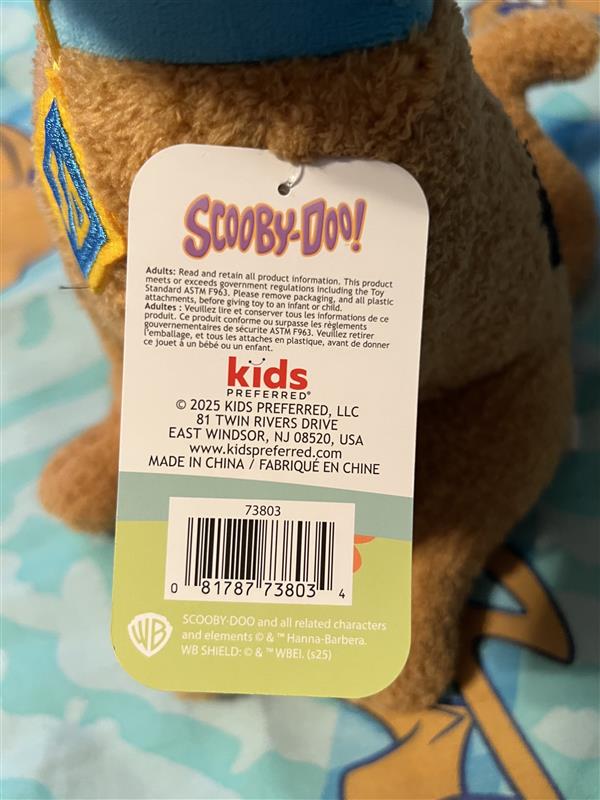 SCOOBY-DOO!
Adults: Read and retain all product information. This product
meets or exceeds government regulations including the Toy
Standard ASTM F963. Please remove packaging, and all plastic
attachments, before giving toy to an infant or child.
Adultes : Veuillez lire et conserver tous les informations de ce
produit. Ce produit conforme ou surpasse les règlements
gouvernementaires de sécurite ASTM F963. Veuillez retirer
l'emballage, et tous les attaches en plastique, avant de donner
ce jouet à un bébé ou un enfant.
kids
PREFERRED®
© 2025 KIDS PREFERRED, LLC
81 TWIN RIVERS DRIVE
EAST WINDSOR, NJ 08520, USA
www.kidspreferred.com
MADE IN CHINA / FABRIQUÉ EN CHINE
73803
0 81787 73803 4
WB
SCOOBY-DOO and all related characters
and elements © & ™ Hanna-Barbera.
WB SHIELD: © & ™ WBEI. (s25)